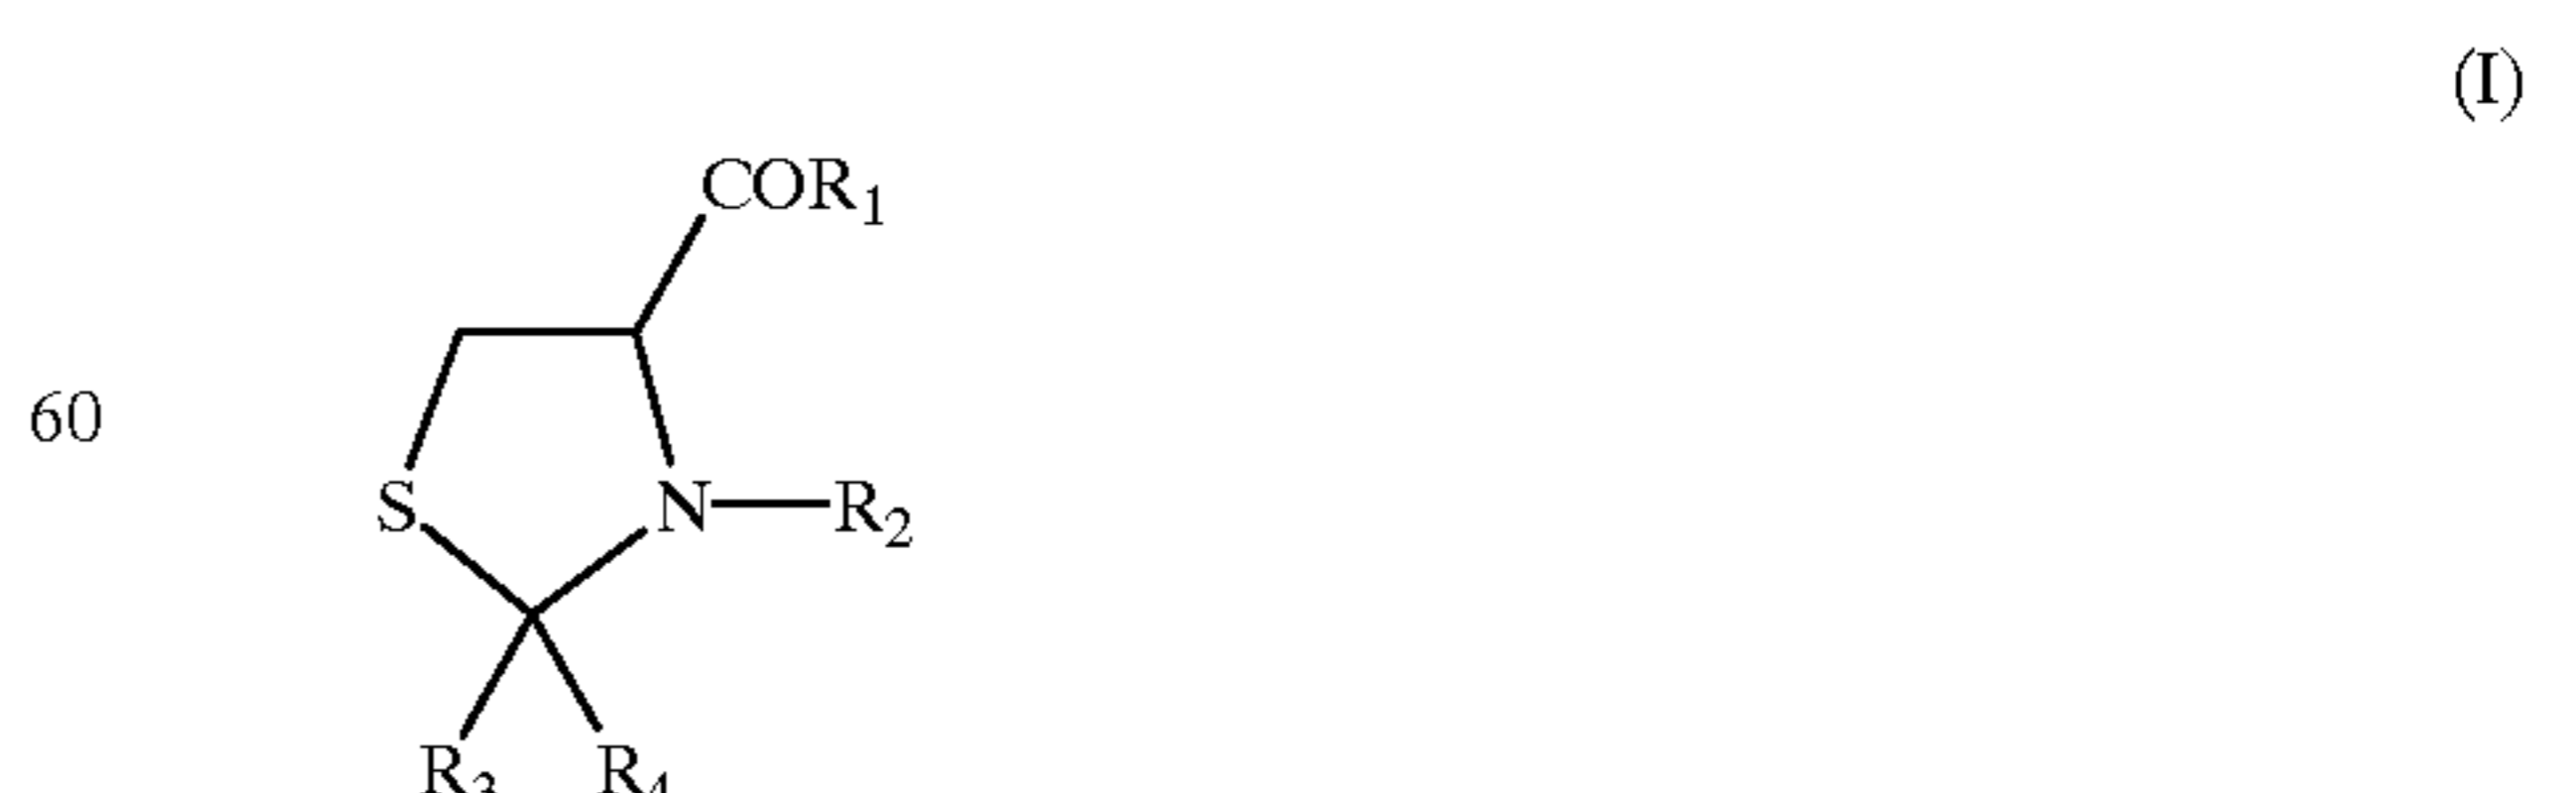 (I)
COR₁
60
S N R₂
R₃ R₄